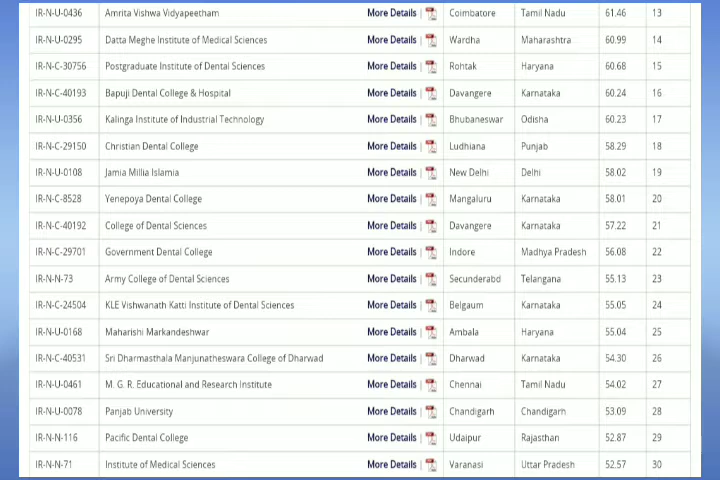 IR-N-U-0436 Amrita Vishwa Vidyapeetham More Details | Coimbatore Tamil Nadu 61.46 13
IR-N-U-0295 Datta Meghe Institute of Medical Sciences More Details | Wardha Maharashtra 60.99 14
IR-N-C-30756 Postgraduate Institute of Dental Sciences More Details | Rohtak Haryana 60.68 15
IR-N-C-40193 Bapuji Dental College & Hospital More Details | Davangere Karnataka 60.24 16
IR-N-U-0356 Kalinga Institute of Industrial Technology More Details | Bhubaneswar Odisha 60.23 17
IR-N-C-29150 Christian Dental College More Details | Ludhiana Punjab 58.29 18
IR-N-U-0108 Jamia Millia Islamia More Details | New Delhi Delhi 58.02 19
IR-N-C-8528 Yenepoya Dental College More Details | Mangaluru Karnataka 58.01 20
IR-N-C-40192 College of Dental Sciences More Details | Davangere Karnataka 57.22 21
IR-N-C-29701 Government Dental College More Details | Indore Madhya Pradesh 56.08 22
IR-N-N-73 Army College of Dental Sciences More Details | Secunderabd Telangana 55.13 23
IR-N-C-24504 KLE Vishwanath Katti Institute of Dental Sciences More Details | Belgaum Karnataka 55.05 24
IR-N-U-0168 Maharishi Markandeshwar More Details | Ambala Haryana 55.04 25
IR-N-C-40531 Sri Dharmasthala Manjunatheswara College of Dharwad More Details | Dharwad Karnataka 54.30 26
IR-N-U-0461 M. G. R. Educational and Research Institute More Details | Chennai Tamil Nadu 54.02 27
IR-N-U-0078 Panjab University More Details | Chandigarh Chandigarh 53.09 28
IR-N-N-116 Pacific Dental College More Details | Udaipur Rajasthan 52.87 29
IR-N-N-71 Institute of Medical Sciences More Details | Varanasi Uttar Pradesh 52.57 30